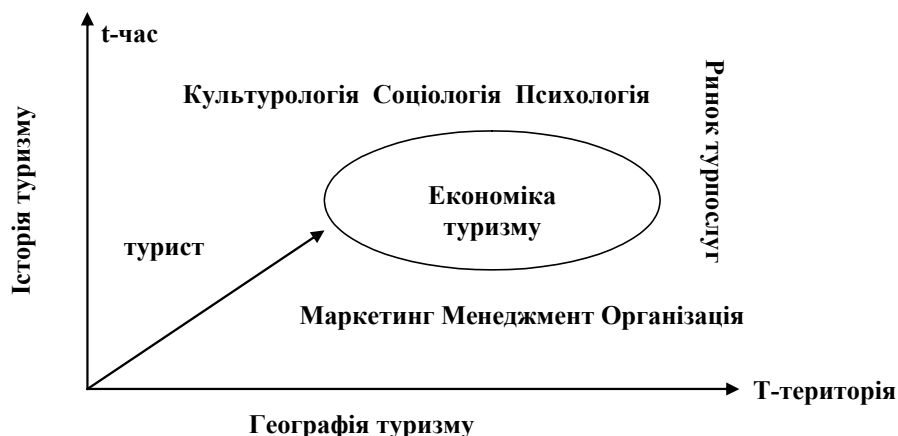 t-час
Культурологія Соціологія Психологія
Ринок турпослуг
Історія туризму
Економіка
туризму
турист
Маркетинг Менеджмент Організація
Т-територія
Географія туризму